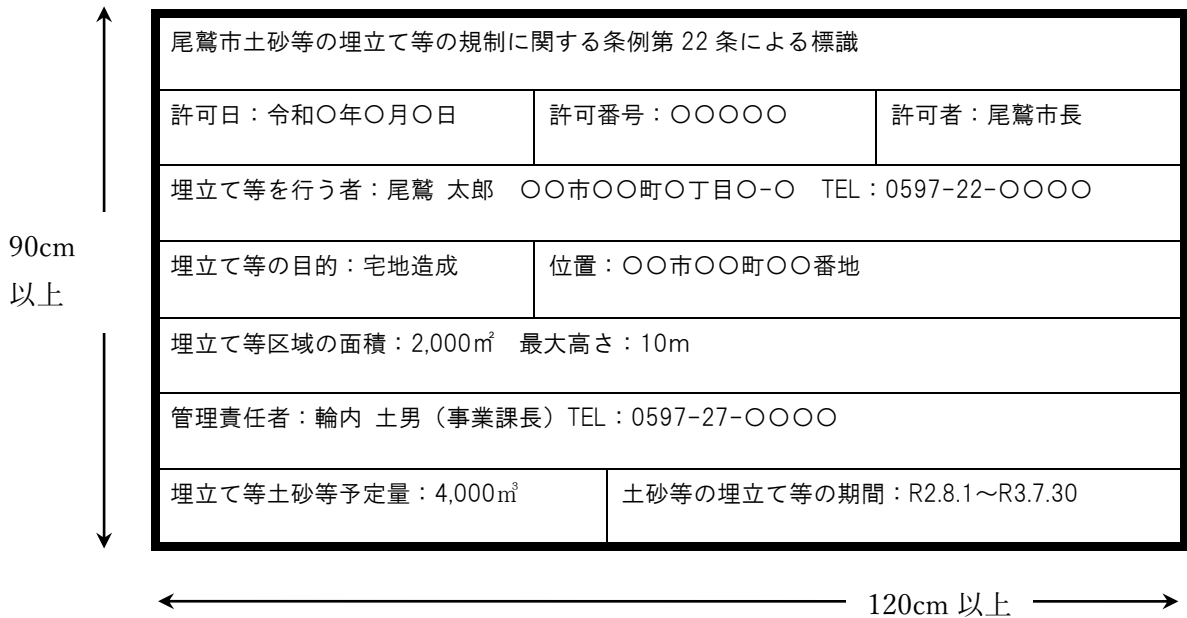 尾鷲市土砂等の埋立て等の規制に関する条例第 22 条による標識
許可日：令和〇年〇月〇日 許可番号：〇〇〇〇〇 許可者：尾鷲市長
埋立て等を行う者：尾鷲 太郎　〇〇市〇〇町〇丁目〇-〇　TEL：0597-22-〇〇〇〇
埋立て等の目的：宅地造成 位置：〇〇市〇〇町〇〇番地
埋立て等区域の面積：2,000㎡　最大高さ：10m
管理責任者：輪内 土男（事業課長）TEL：0597-27-〇〇〇〇
埋立て等土砂等予定量：4,000㎥ 土砂等の埋立て等の期間：R2.8.1～R3.7.30
90cm
以上
120cm 以上